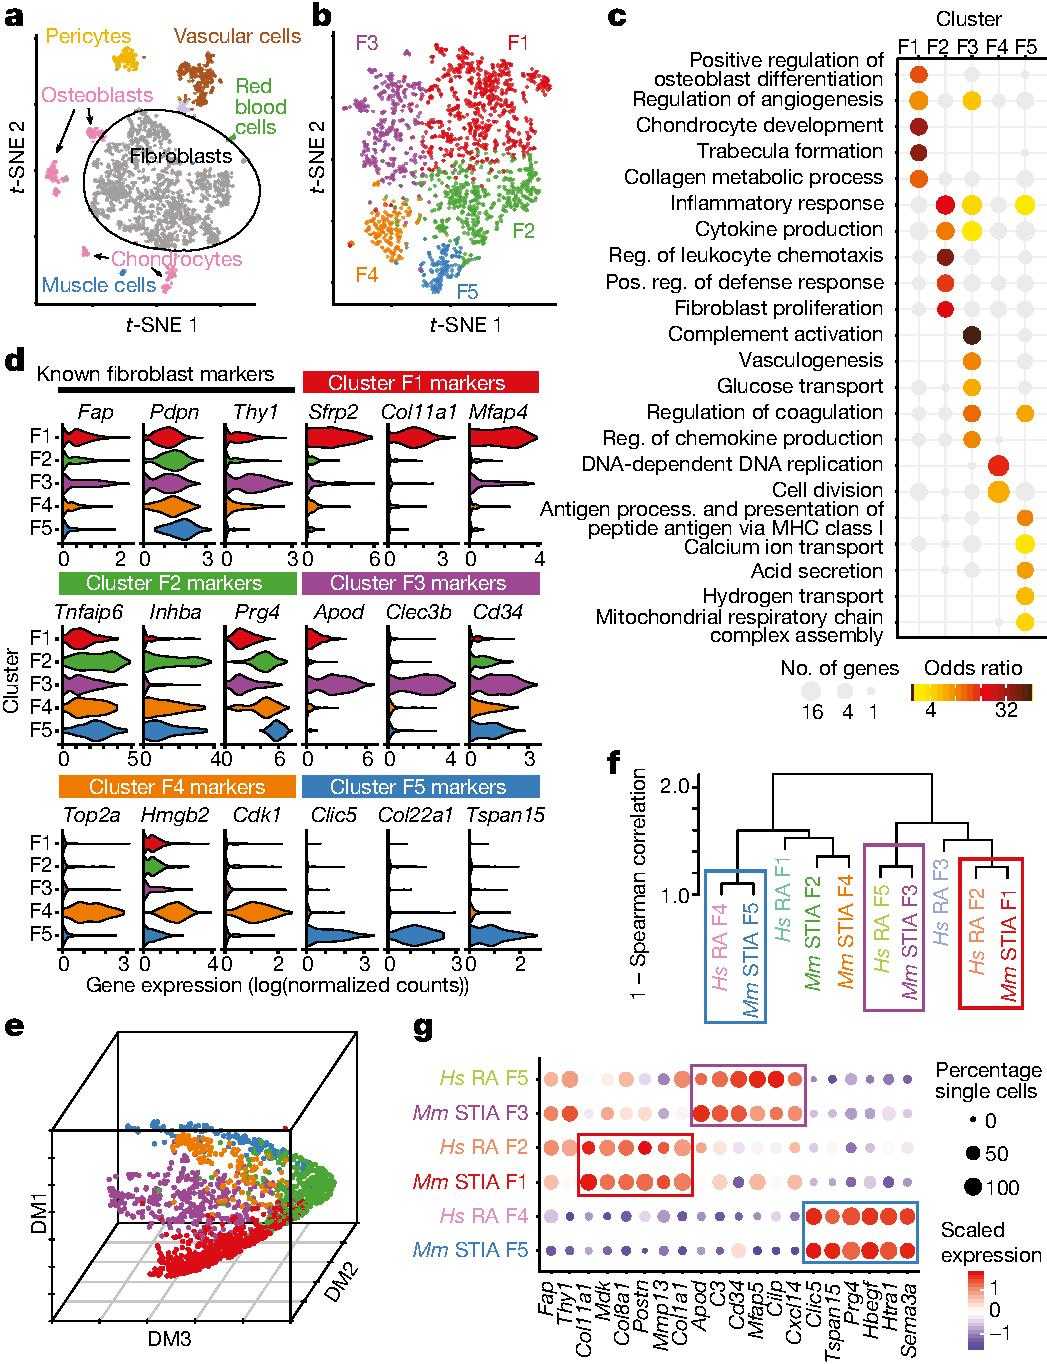 a
Pericytes
Vascular cells
Osteoblasts
Red
blood
cells
Fibroblasts
Chondrocytes
Muscle cells
t-SNE 2
t-SNE 1
b
F3
F1
F2
F4
F5
t-SNE 2
t-SNE 1
c
Cluster
F1 F2 F3 F4 F5
Positive regulation of
osteoblast differentiation
Regulation of angiogenesis
Chondrocyte development
Trabecula formation
Collagen metabolic process
Inflammatory response
Cytokine production
Reg. of leukocyte chemotaxis
Pos. reg. of defense response
Fibroblast proliferation
Complement activation
Vasculogenesis
Glucose transport
Regulation of coagulation
Reg. of chemokine production
DNA-dependent DNA replication
Cell division
Antigen process. and presentation of
peptide antigen via MHC class I
Calcium ion transport
Acid secretion
Hydrogen transport
Mitochondrial respiratory chain
complex assembly
No. of genes
16 4 1
Odds ratio
4 32
d
Known fibroblast markers
Cluster F1 markers
Fap Pdpn Thy1 Sfrp2 Col11a1 Mfap4
F1
F2
F3
F4
F5
0 2 0 3 0 3 0 6 0 3 0 4
Cluster F2 markers
Cluster F3 markers
Tnfaip6 Inhba Prg4 Apod Clec3b Cd34
Cluster
F1
F2
F3
F4
F5
0 5 0 4 0 6 0 6 0 4 0 3
Cluster F4 markers
Cluster F5 markers
Top2a Hmgb2 Cdk1 Clic5 Col22a1 Tspan15
F1
F2
F3
F4
F5
0 3 0 4 0 2 0 3 0 3 0 2
Gene expression (log(normalized counts))
e
DM1
DM2
DM3
f
1 − Spearman correlation
2.0
1.0
Hs RA F4
Mm STIA F5
Hs RA F1
Mm STIA F2
Mm STIA F4
Hs RA F5
Mm STIA F3
Hs RA F3
Hs RA F2
Mm STIA F1
g
Hs RA F5
Mm STIA F3
Hs RA F2
Mm STIA F1
Hs RA F4
Mm STIA F5
Fap
Thy1
Col11a1
Mdk
Col8a1
Postn
Mmp13
Col1a1
Apod
C3
Cd34
Mfap5
Cilp
Cxcl14
Clic5
Tspan15
Prg4
Hbegf
Htra1
Sema3a
Percentage
single cells
0
50
100
Scaled
expression
1
0
−1